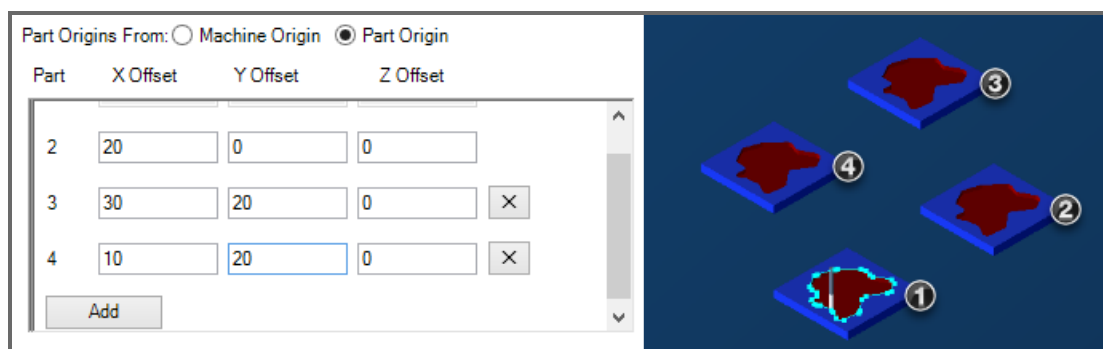 Part Origins From: Machine Origin Part Origin
Part X Offset Y Offset Z Offset
2 20 0 0
3 30 20 0 X
4 10 20 0 X
Add
3
4
2
1